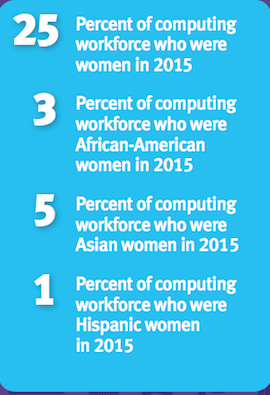 25 Percent of computing
workforce who were
women in 2015
3 Percent of computing
workforce who were
African-American
women in 2015
5 Percent of computing
workforce who were
Asian women in 2015
1 Percent of computing
workforce who were
Hispanic women
in 2015